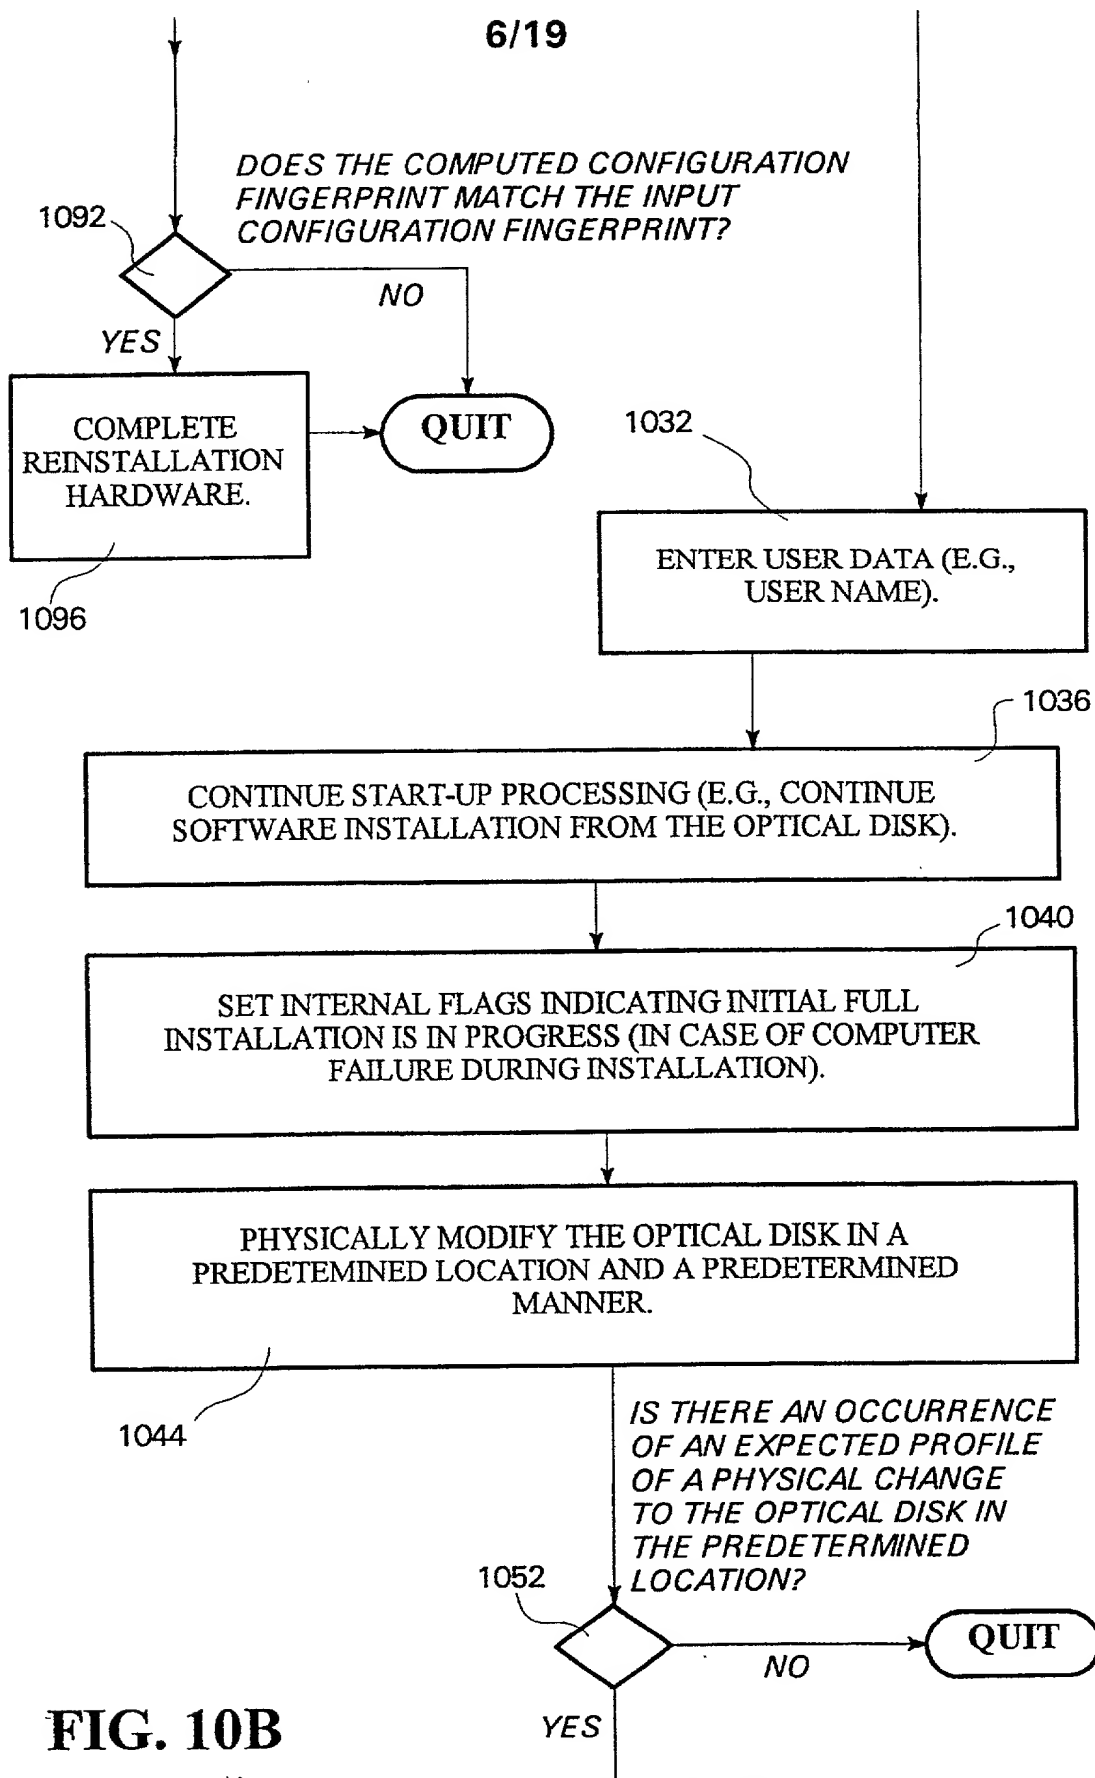 6/19
DOES THE COMPUTED CONFIGURATION
FINGERPRINT MATCH THE INPUT
CONFIGURATION FINGERPRINT?
1092
NO
YES
COMPLETE
REINSTALLATION
HARDWARE.
QUIT
1096
1032
ENTER USER DATA (E.G.,
USER NAME).
1036
CONTINUE START-UP PROCESSING (E.G., CONTINUE
SOFTWARE INSTALLATION FROM THE OPTICAL DISK).
1040
SET INTERNAL FLAGS INDICATING INITIAL FULL
INSTALLATION IS IN PROGRESS (IN CASE OF COMPUTER
FAILURE DURING INSTALLATION).
PHYSICALLY MODIFY THE OPTICAL DISK IN A
PREDETEMINED LOCATION AND A PREDETERMINED
MANNER.
1044
IS THERE AN OCCURRENCE
OF AN EXPECTED PROFILE
OF A PHYSICAL CHANGE
TO THE OPTICAL DISK IN
THE PREDETERMINED
LOCATION?
1052
NO
QUIT
YES
FIG. 10B